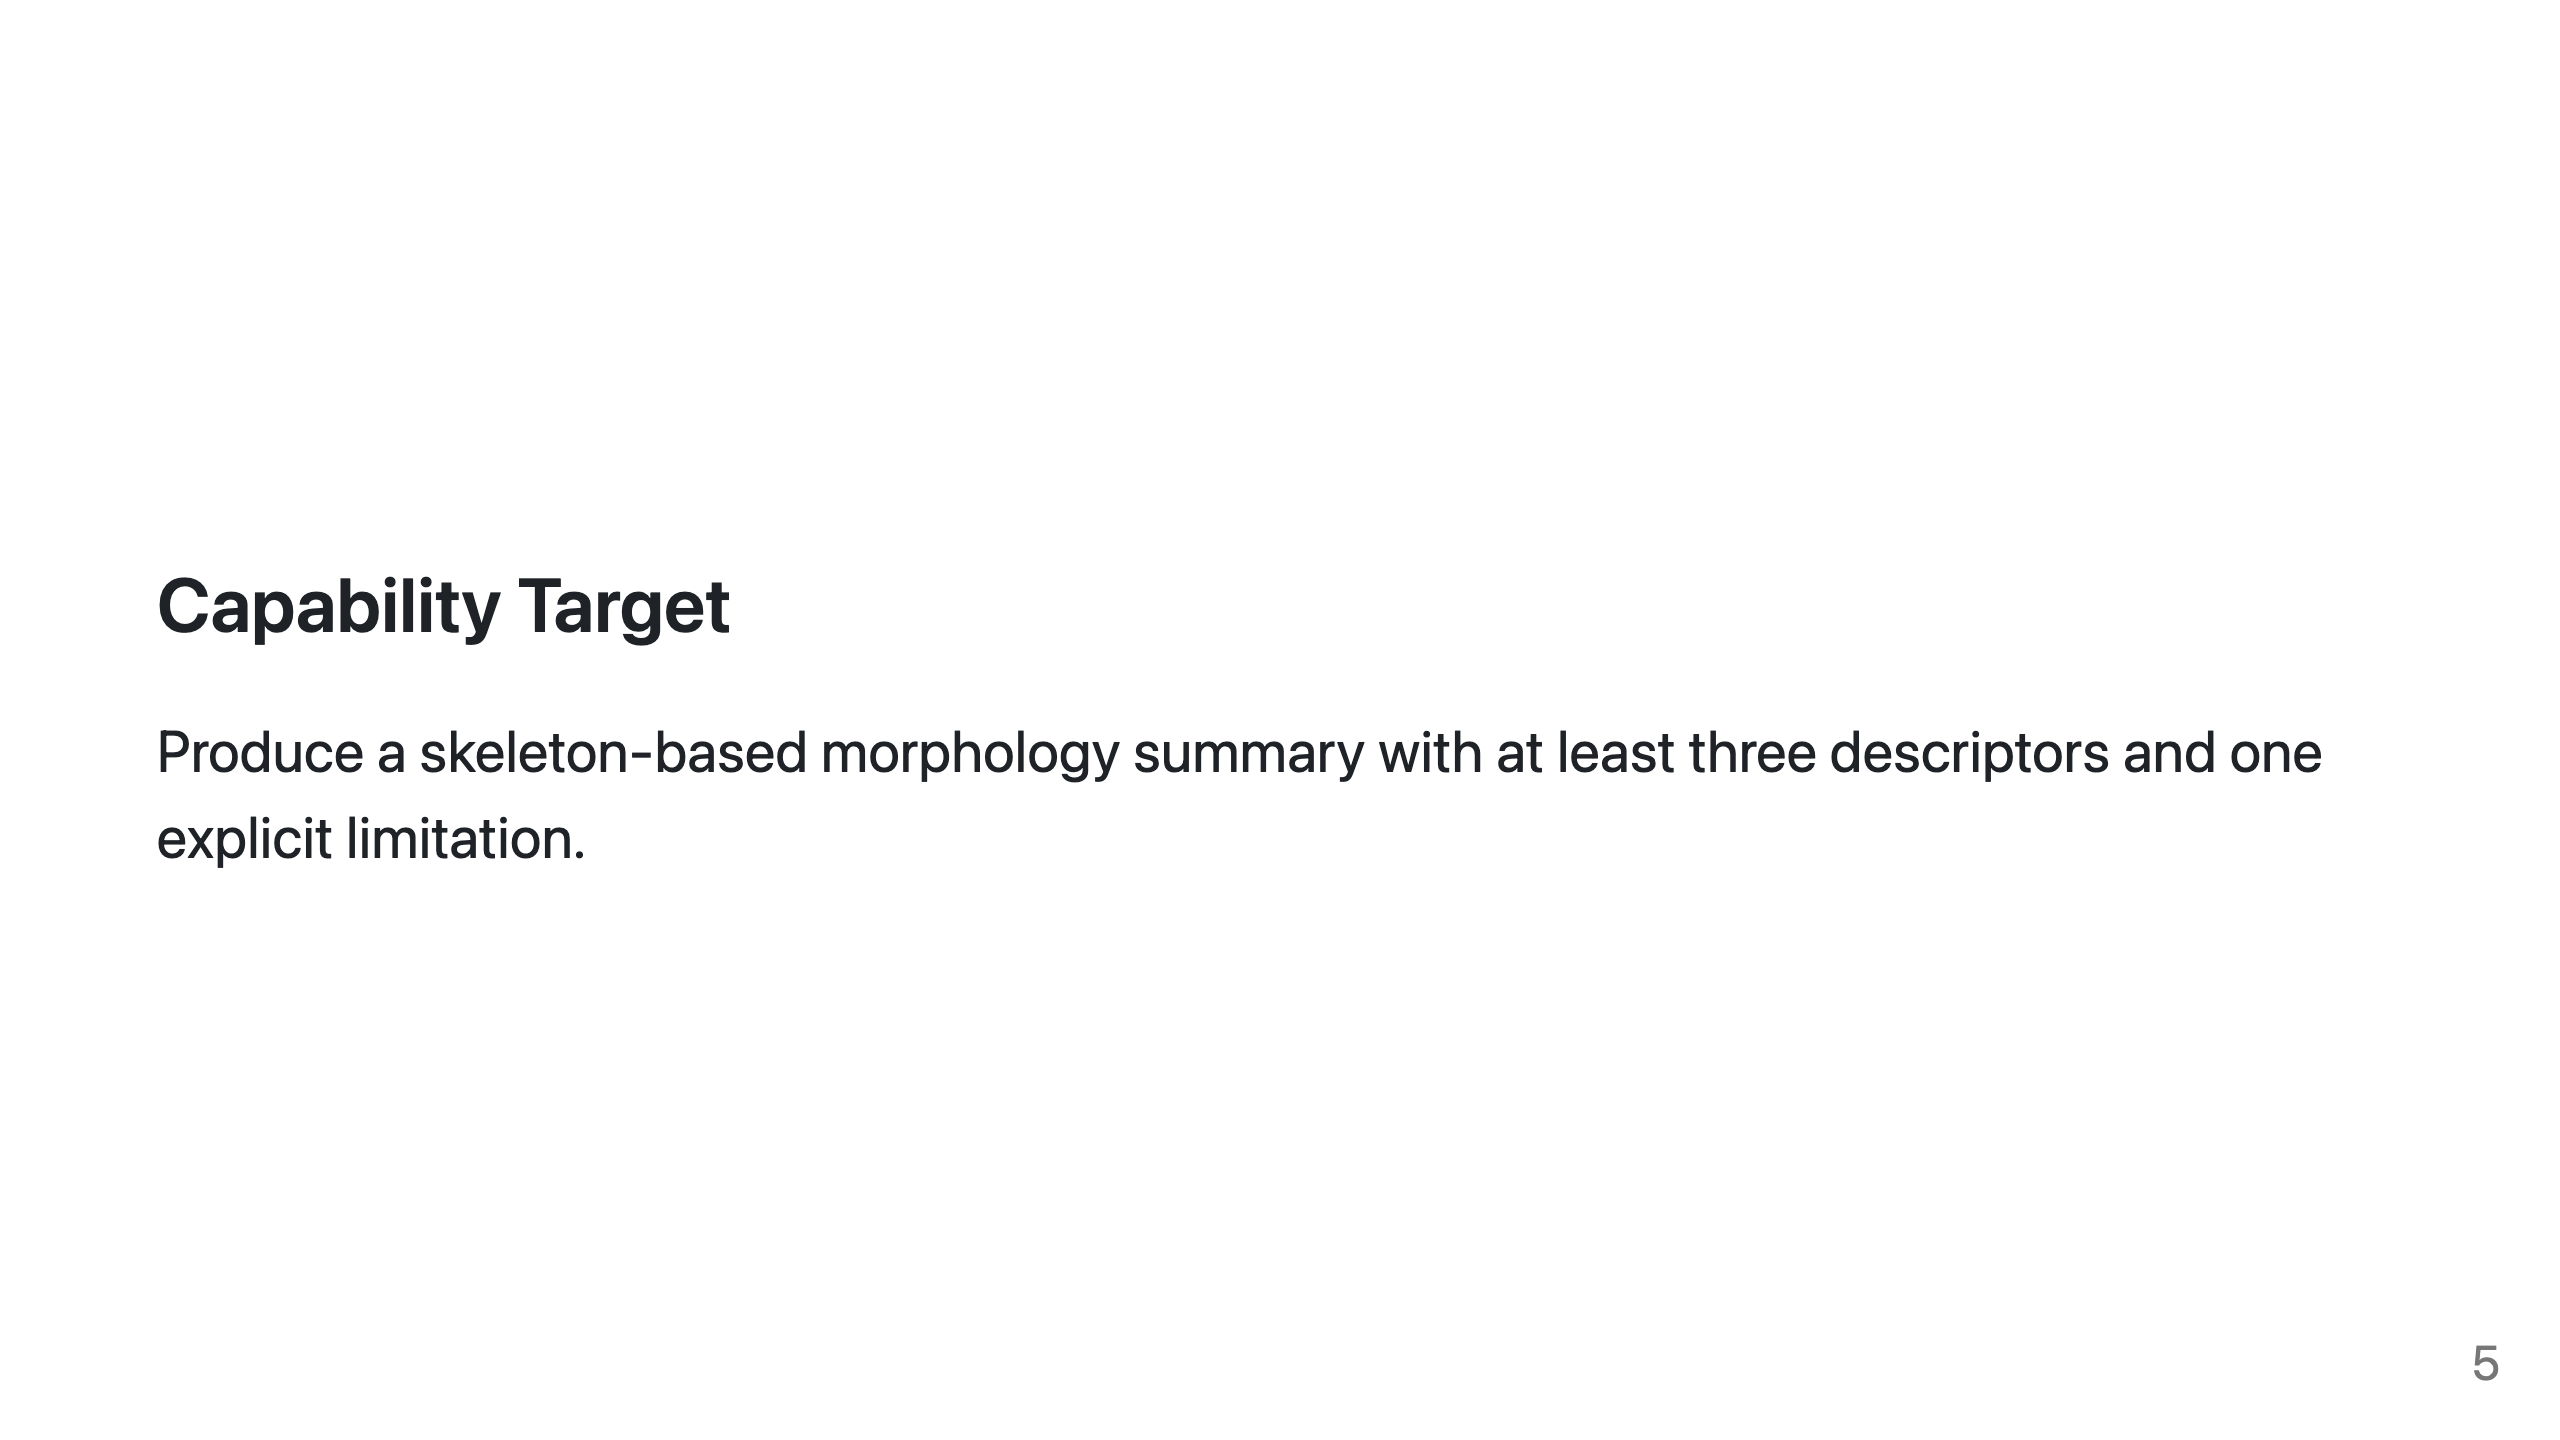 Capability Target
Produce a skeleton-based morphology summary with at least three descriptors and one
explicit limitation.
5